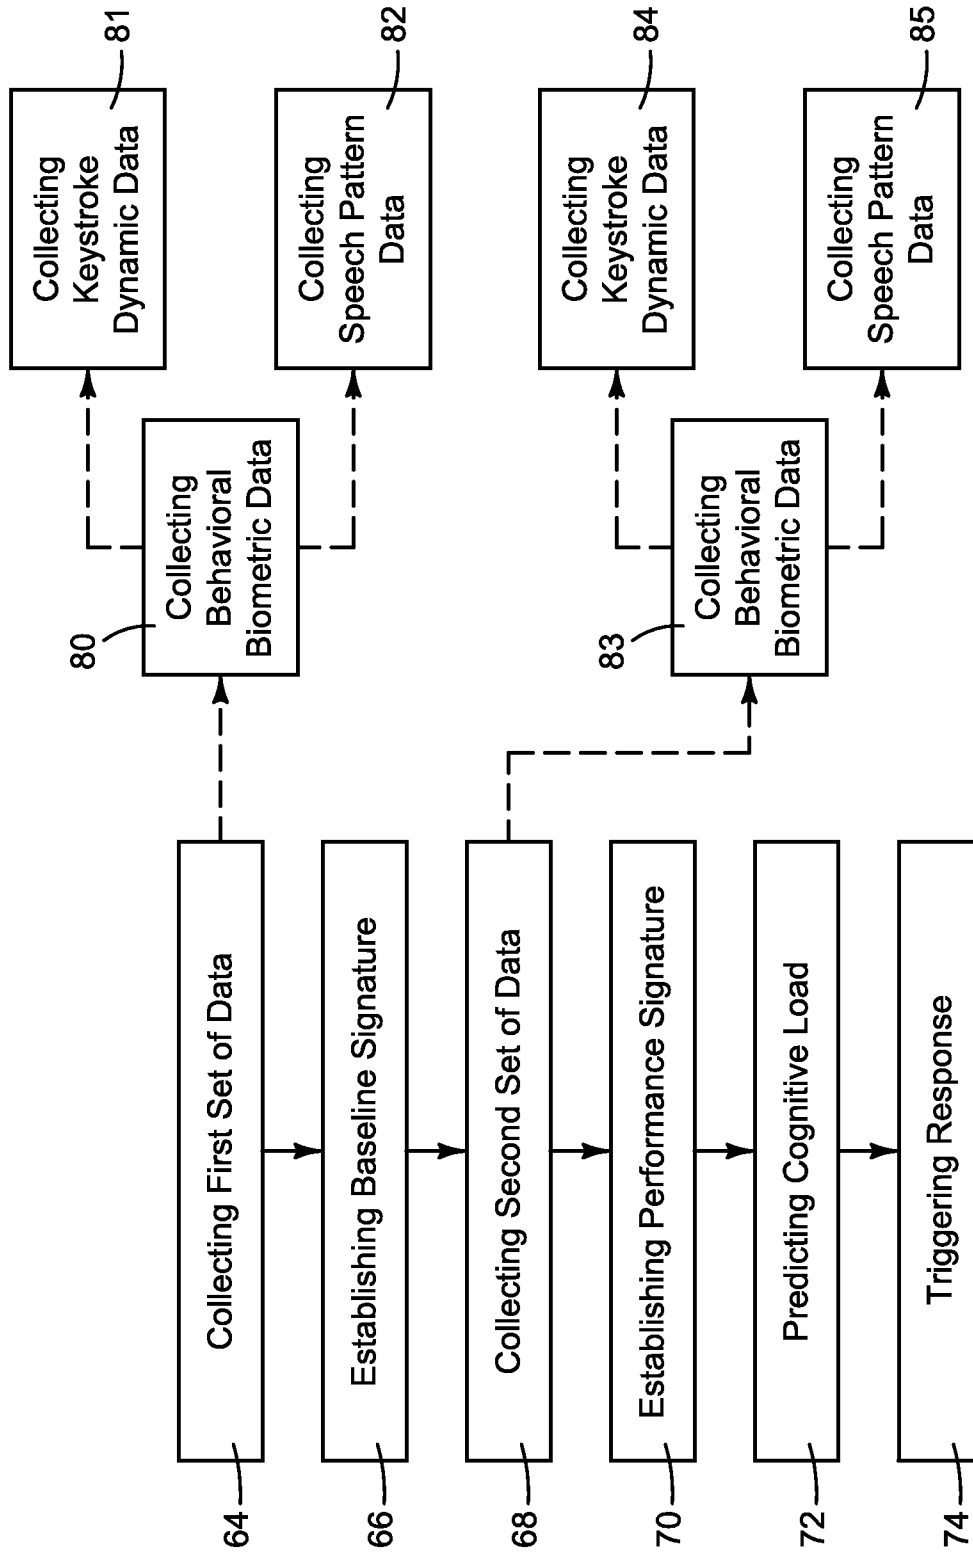 64
Collecting First Set of Data
66
Establishing Baseline Signature
68
Collecting Second Set of Data
70
Establishing Performance Signature
72
Predicting Cognitive Load
74
Triggering Response
80
Collecting
Behavioral
Biometric Data
81
Collecting
Keystroke
Dynamic Data
82
Collecting
Speech Pattern
Data
83
Collecting
Behavioral
Biometric Data
84
Collecting
Keystroke
Dynamic Data
85
Collecting
Speech Pattern
Data